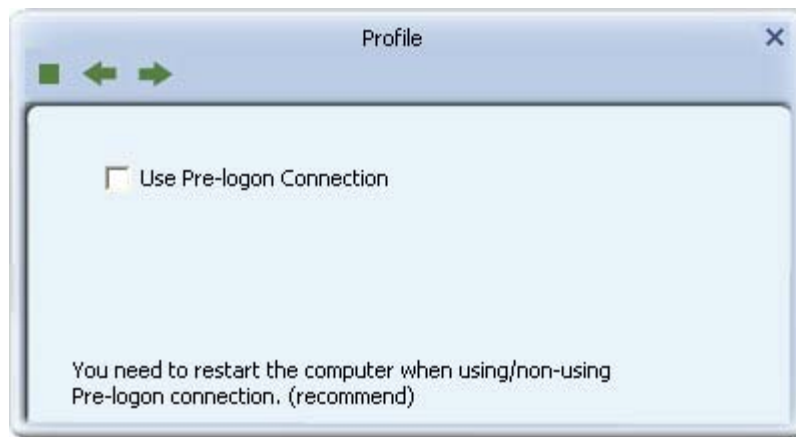 Profile
Use Pre-logon Connection
You need to restart the computer when using/non-using
Pre-logon connection. (recommend)